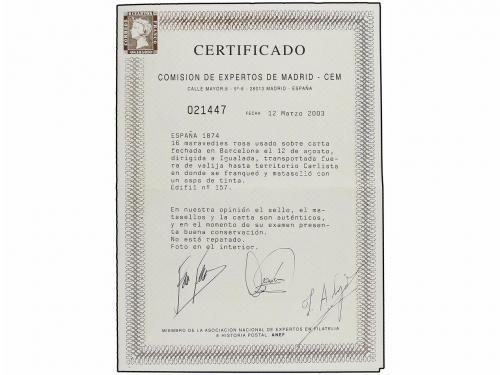 CERTIFICADO
COMISION DE EXPERTOS DE MADRID - CEM
CALLE MAYOR,6 - 5º-6 - 28013 MADRID - ESPAÑA
021447 FECHA 12 Marzo 2003
ESPAÑA 1874
16 maravedies rosa usado sobre carta
fechada en Barcelona el 12 de agosto,
dirigida a Igualada, transportada fue-
ra de valija hasta territorio Carlista
en donde se franqueó y mataselló con
un aspa de tinta.
Edifil nº 157.
En nuestra opinión el sello, el ma-
tasellos y la carta son auténticos,
y en el momento de su examen presen-
ta buena conservación.
No está reparado.
Foto en el interior.
MIEMBRO DE LA ASOCIACION NACIONAL DE EXPERTOS EN FILATELIA
E HISTORIA POSTAL ANEF